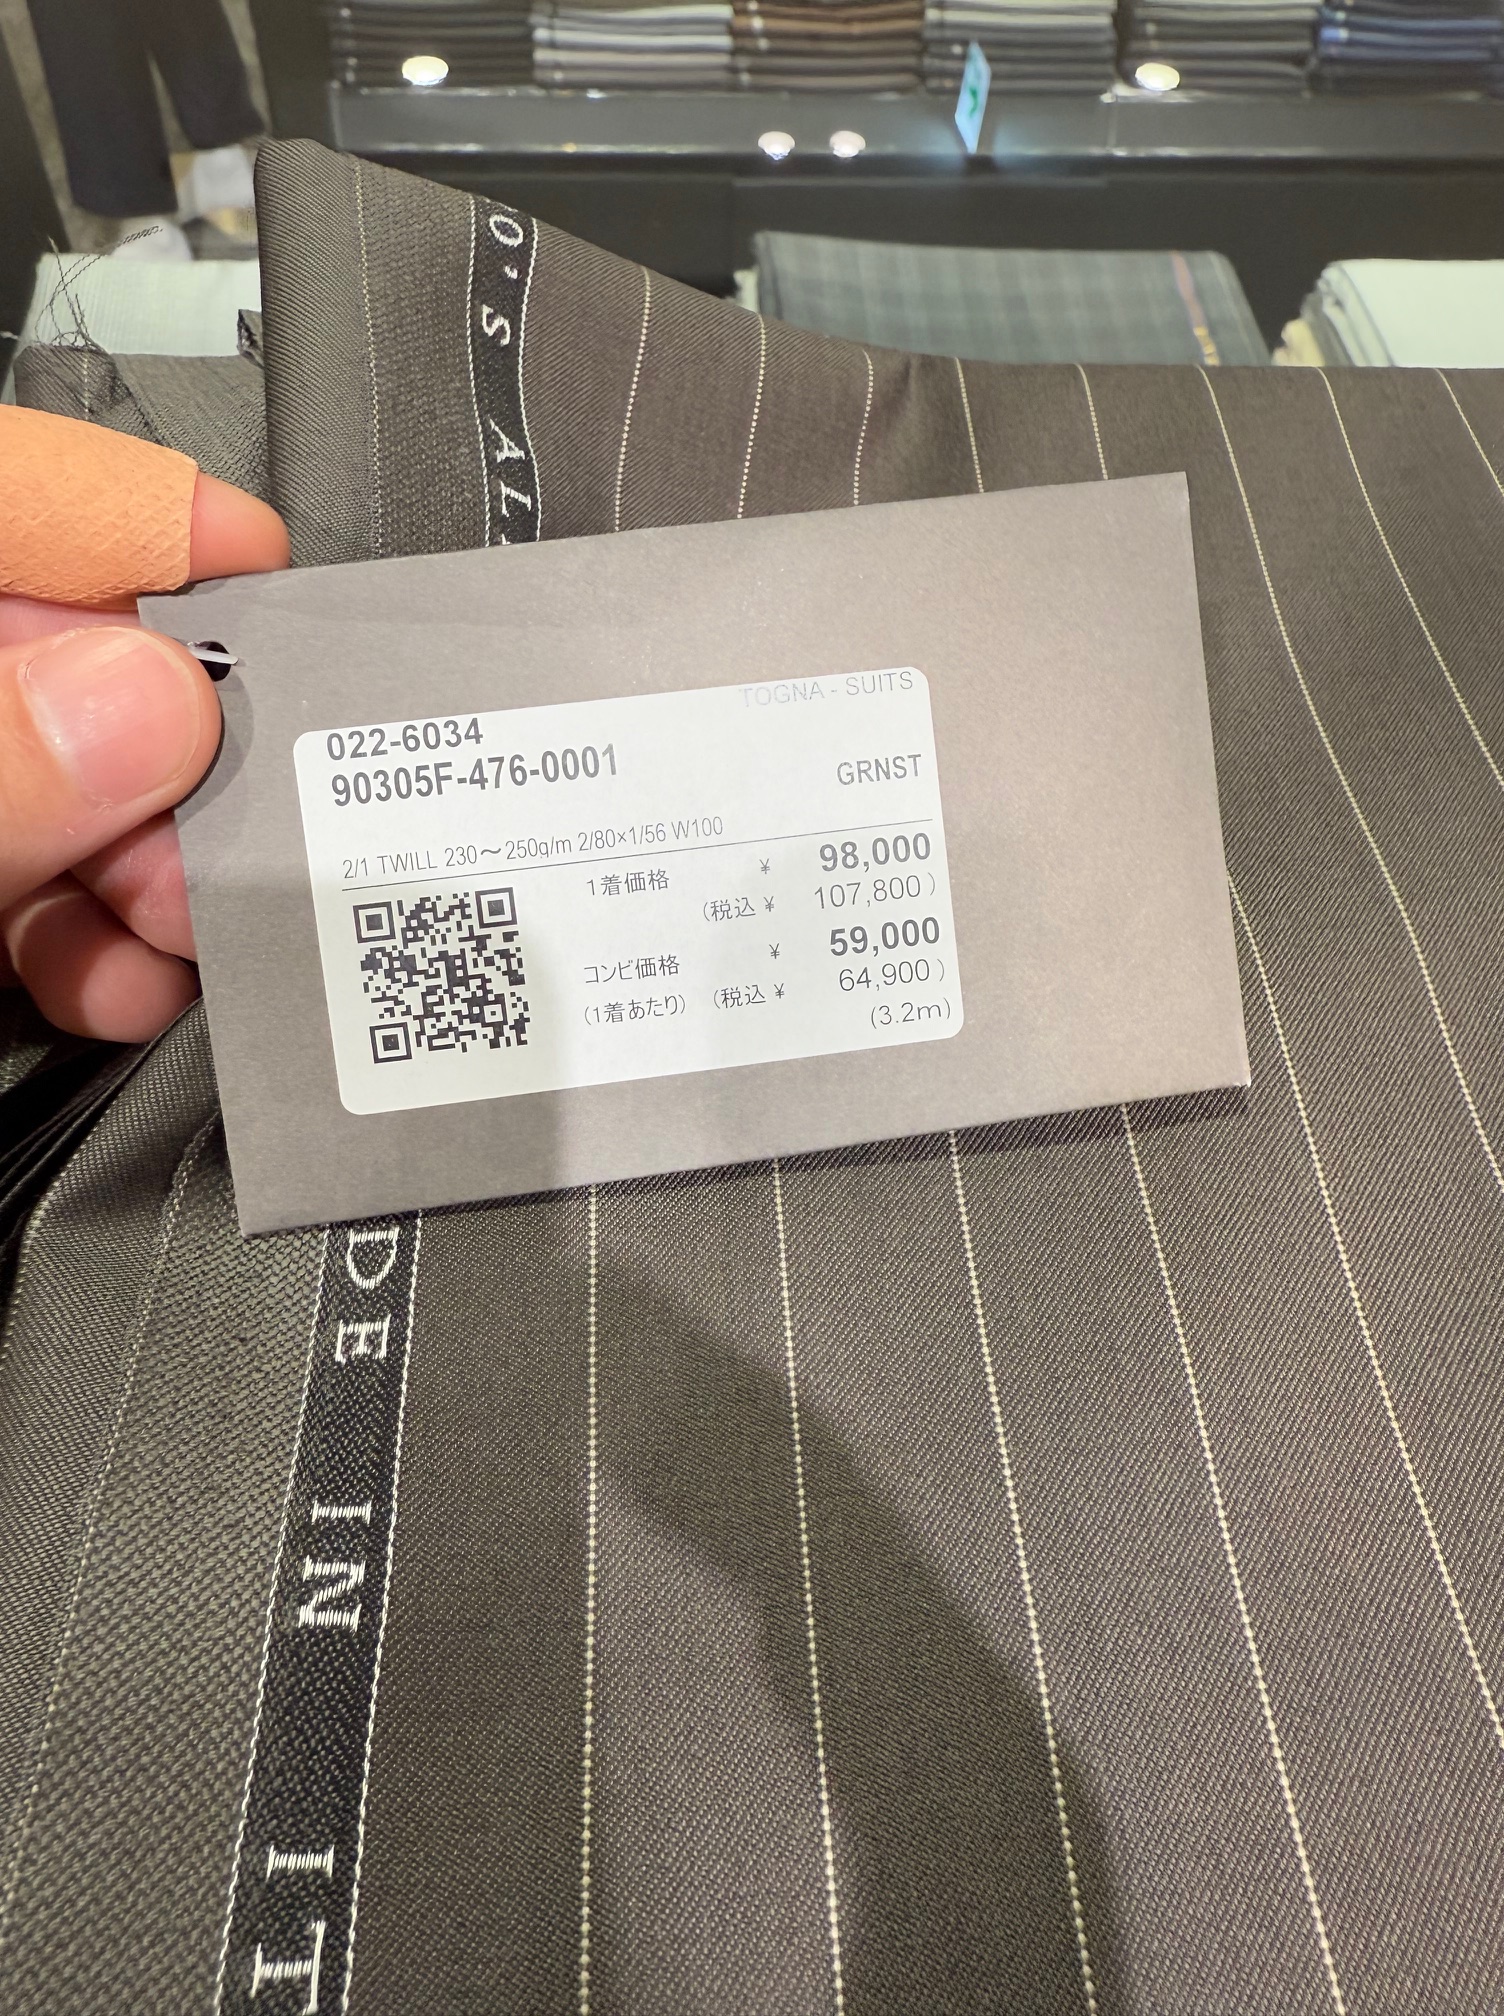 O'S AL
TOGNA - SUITS
022-6034
90305F-476-0001
GRNST
2/1 TWILL 230～250g/m 2/80×1/56 W100
1着価格 ¥ 98,000
(税込 ¥ 107,800)
コンビ価格 ¥ 59,000
(1着あたり) (税込 ¥ 64,900)
(3.2m)
DE IN IT